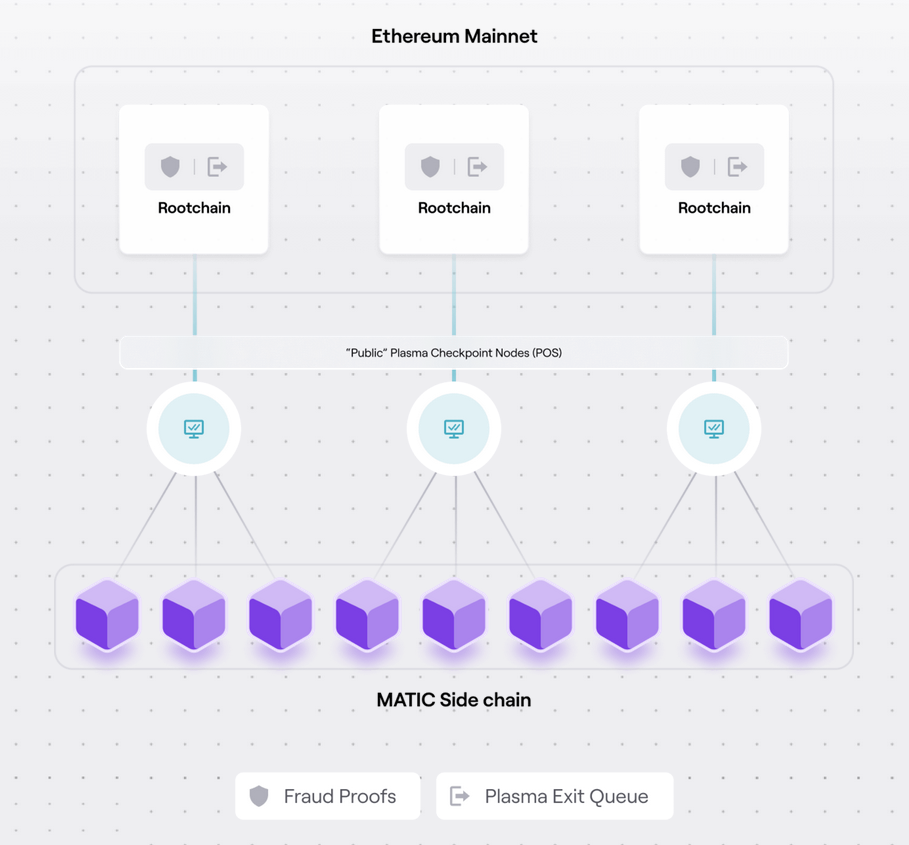 Ethereum Mainnet
Rootchain
Rootchain
Rootchain
“Public” Plasma Checkpoint Nodes (POS)
MATIC Side chain
Fraud Proofs
Plasma Exit Queue